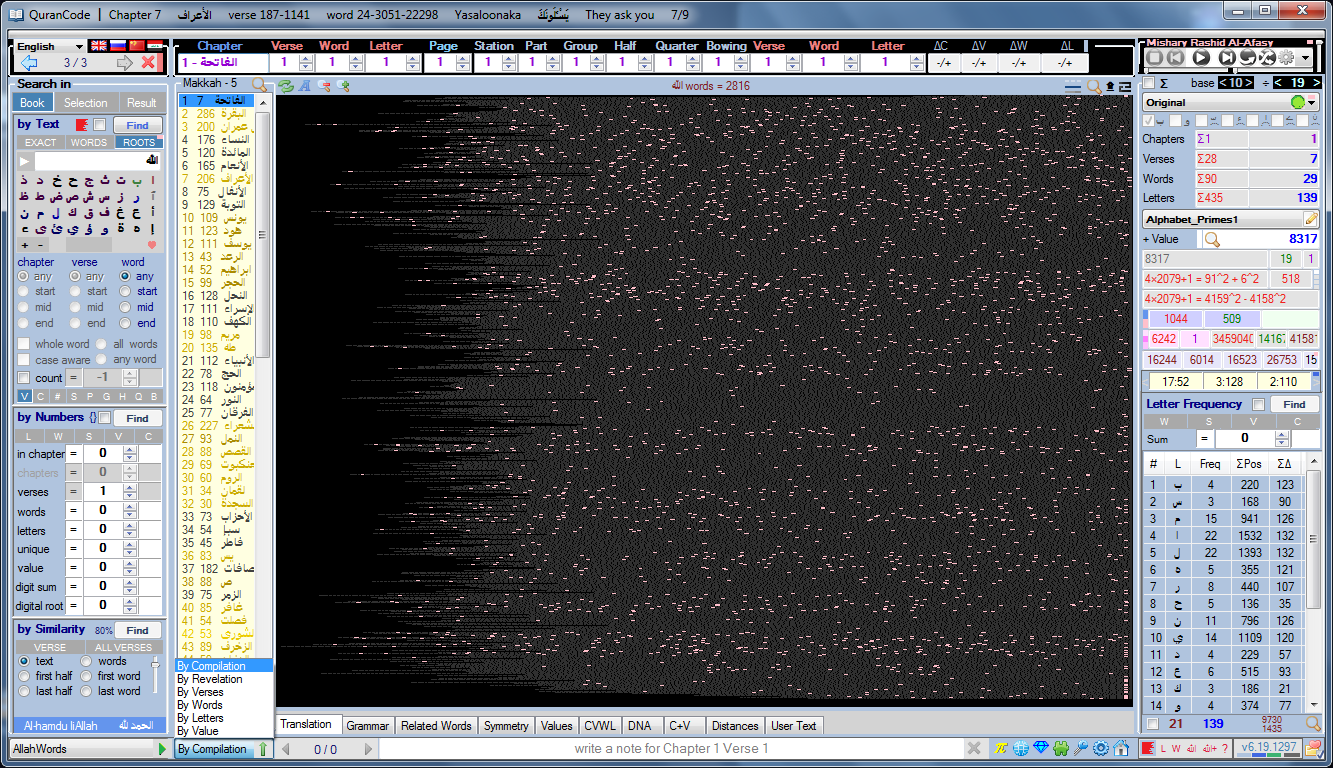 QuranCode | Chapter 7 الأعراف verse 187-1141 word 24-3051-22298 Yasaloonaka يَسْـَٔلُونَكَ They ask you 7/9
English
3 / 3
Chapter Verse Word Letter Page Station Part Group Half Quarter Bowing Verse Word Letter ΔC ΔV ΔW ΔL
1 - الفاتحة 1 1 1 1 1 1 1 1 1 1 1 1 1 -/+ -/+ -/+ -/+
Mishary Rashid Al-Afasy
Search in
Book Selection Result
by Text Find
EXACT WORDS ROOTS
الله
ا ب ت ث ج ح خ د ذ
ر ز س ش ص ض ط ظ
ع غ ف ق ك ل م ن
إ ه ة و ؤ ي ئ ى ء
+ -
chapter verse word
any any any
start start start
mid mid mid
end end end
whole word all words
case aware any word
count = -1
V C # S P G H Q B
by Numbers {} Find
L W S V C
in chapter = 0
chapters = 0
verses = 1
words = 0
letters = 0
unique = 0
value = 0
digit sum = 0
digital root = 0
by Similarity 80% Find
VERSE ALL VERSES
text words
first half first word
last half last word
Al-hamdu liAllah الحمد لله
AllahWords
Makkah - 5
1 7 الفاتحة
2 286 البقرة
3 200 عمران
4 176 النساء
5 120 المائدة
6 165 الأنعام
7 206 الأعراف
8 75 الأنفال
9 129 التوبة
10 109 يونس
11 123 هود
12 111 يوسف
13 43 الرعد
14 52 ابراهيم
15 99 الحجر
16 128 النحل
17 111 الإسراء
18 110 الكهف
19 98 مريم
20 135 طه
21 112 الأنبياء
22 78 الحج
23 118 مؤمنون
24 64 النور
25 77 الفرقان
26 227 شعراء
27 93 النمل
28 88 القصص
29 69 عنكبوت
30 60 الروم
31 34 لقمان
32 30 السجدة
33 73 الأحزاب
34 54 سبإ
35 45 فاطر
36 83 يس
37 182 صافات
38 88 ص
39 75 الزمر
40 85 غافر
41 54 فصلت
42 53 الشورى
43 89 الزخرف
By Compilation
By Revelation
By Verses
By Words
By Letters
By Value
By Compilation
الله words = 2816
Translation Grammar Related Words Symmetry Values CVWL DNA C+V Distances User Text
0 / 0
write a note for Chapter 1 Verse 1
Σ base < 10 > ÷ < 19 >
Original
Chapters Σ1 1
Verses Σ28 7
Words Σ90 29
Letters Σ435 139
Alphabet_Primes1
+ Value 8317
8317 19 1
4×2079+1 = 91^2 + 6^2 518
4×2079+1 = 4159^2 - 4158^2
1044 509
6242 1 3459040 14167 4158
16244 6014 16523 26753 15
17:52 3:128 2:110
Letter Frequency Find
W S V C
Sum = 0
# L Freq ΣPos ΣΔ
1 ب 4 220 123
2 س 3 168 90
3 م 15 941 126
4 ا 22 1532 132
5 ل 22 1393 132
6 ه 5 355 121
7 ر 8 440 107
8 ح 5 136 35
9 ن 11 796 126
10 ي 14 1109 120
11 د 4 229 57
12 ع 6 515 93
13 ك 3 186 21
14 و 4 374 77
21 139 9730
1435
L W الله الله+ ?
v6.19.1297